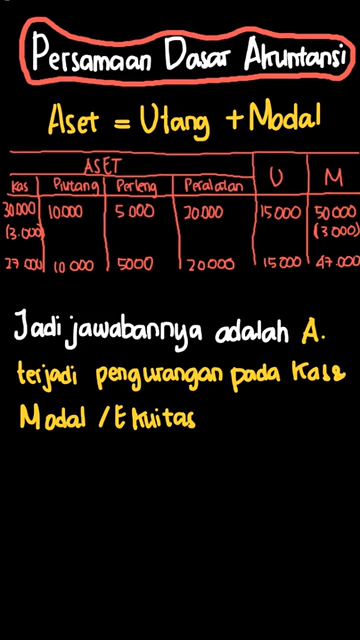 Persamaan Dasar Akuntansi
Aset = Utang + Modal
ASET U M
Kas Piutang Perleng Peralatan
30.000 10.000 5 000 20.000 15 000 50 000
(3.000) (3 000)
27 000 10 000 5000 20000 15 000 47.000
Jadi jawabannya adalah A.
terjadi pengurangan pada Kas &
Modal / Ekuitas